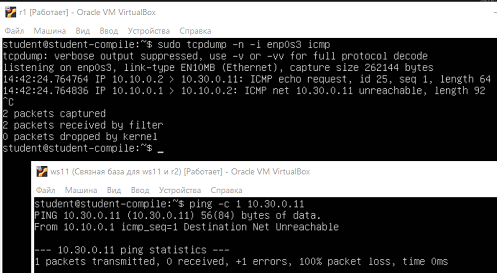 r1 [Работает] - Oracle VM VirtualBox
Файл Машина Вид Ввод Устройства Справка
student@student-compile:~$ sudo tcpdump -n -i enp0s3 icmp
tcpdump: verbose output suppressed, use -v or -vv for full protocol decode
listening on enp0s3, link-type EN10MB (Ethernet), capture size 262144 bytes
14:42:24.764764 IP 10.10.0.2 > 10.30.0.11: ICMP echo request, id 25, seq 1, length 64
14:42:24.764836 IP 10.10.0.1 > 10.10.0.2: ICMP net 10.30.0.11 unreachable, length 92
^C
2 packets captured
2 packets received by filter
0 packets dropped by kernel
student@student-compile:~$ _
ws11 (Связная база для ws11 и r2) [Работает] - Oracle VM VirtualBox
Файл Машина Вид Ввод Устройства Справка
student@student-compile:~$ ping -c 1 10.30.0.11
PING 10.30.0.11 (10.30.0.11) 56(84) bytes of data.
From 10.10.0.1 icmp_seq=1 Destination Net Unreachable
--- 10.30.0.11 ping statistics ---
1 packets transmitted, 0 received, +1 errors, 100% packet loss, time 0ms